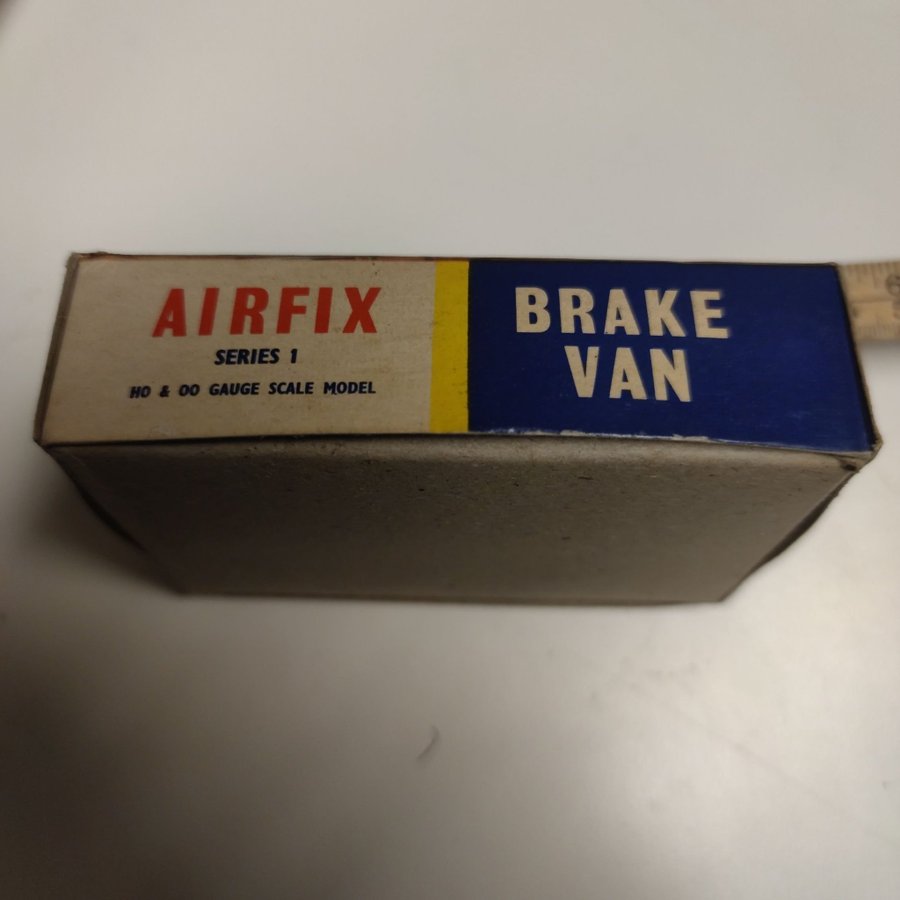 AIRFIX
SERIES 1
HO & OO GAUGE SCALE MODEL
BRAKE
VAN